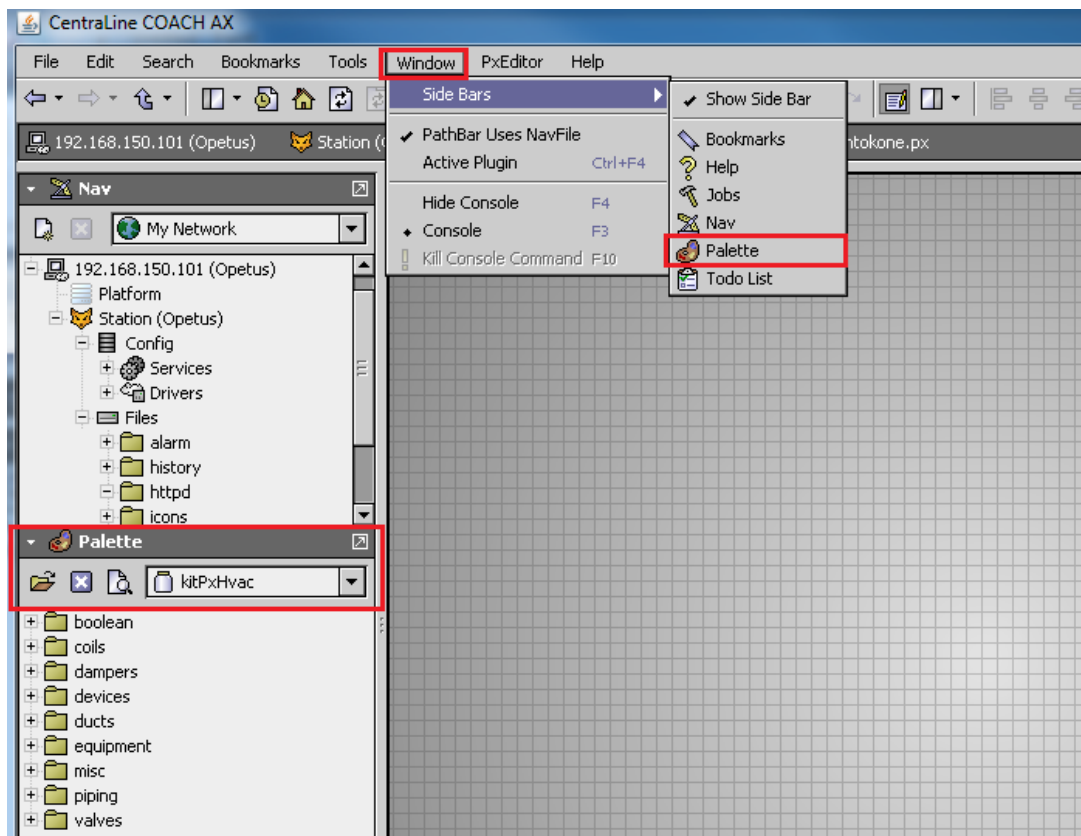 CentraLine COACH AX
File Edit Search Bookmarks Tools Window PxEditor Help
Side Bars
PathBar Uses NavFile
Active Plugin Ctrl+F4
Hide Console F4
Console F3
Kill Console Command F10
Show Side Bar
Bookmarks
Help
Jobs
Nav
Palette
Todo List
192.168.150.101 (Opetus) Station (
ntokone.px
Nav
My Network
192.168.150.101 (Opetus)
Platform
Station (Opetus)
Config
Services
Drivers
Files
alarm
history
httpd
icons
Palette
kitPxHvac
boolean
coils
dampers
devices
ducts
equipment
misc
piping
valves